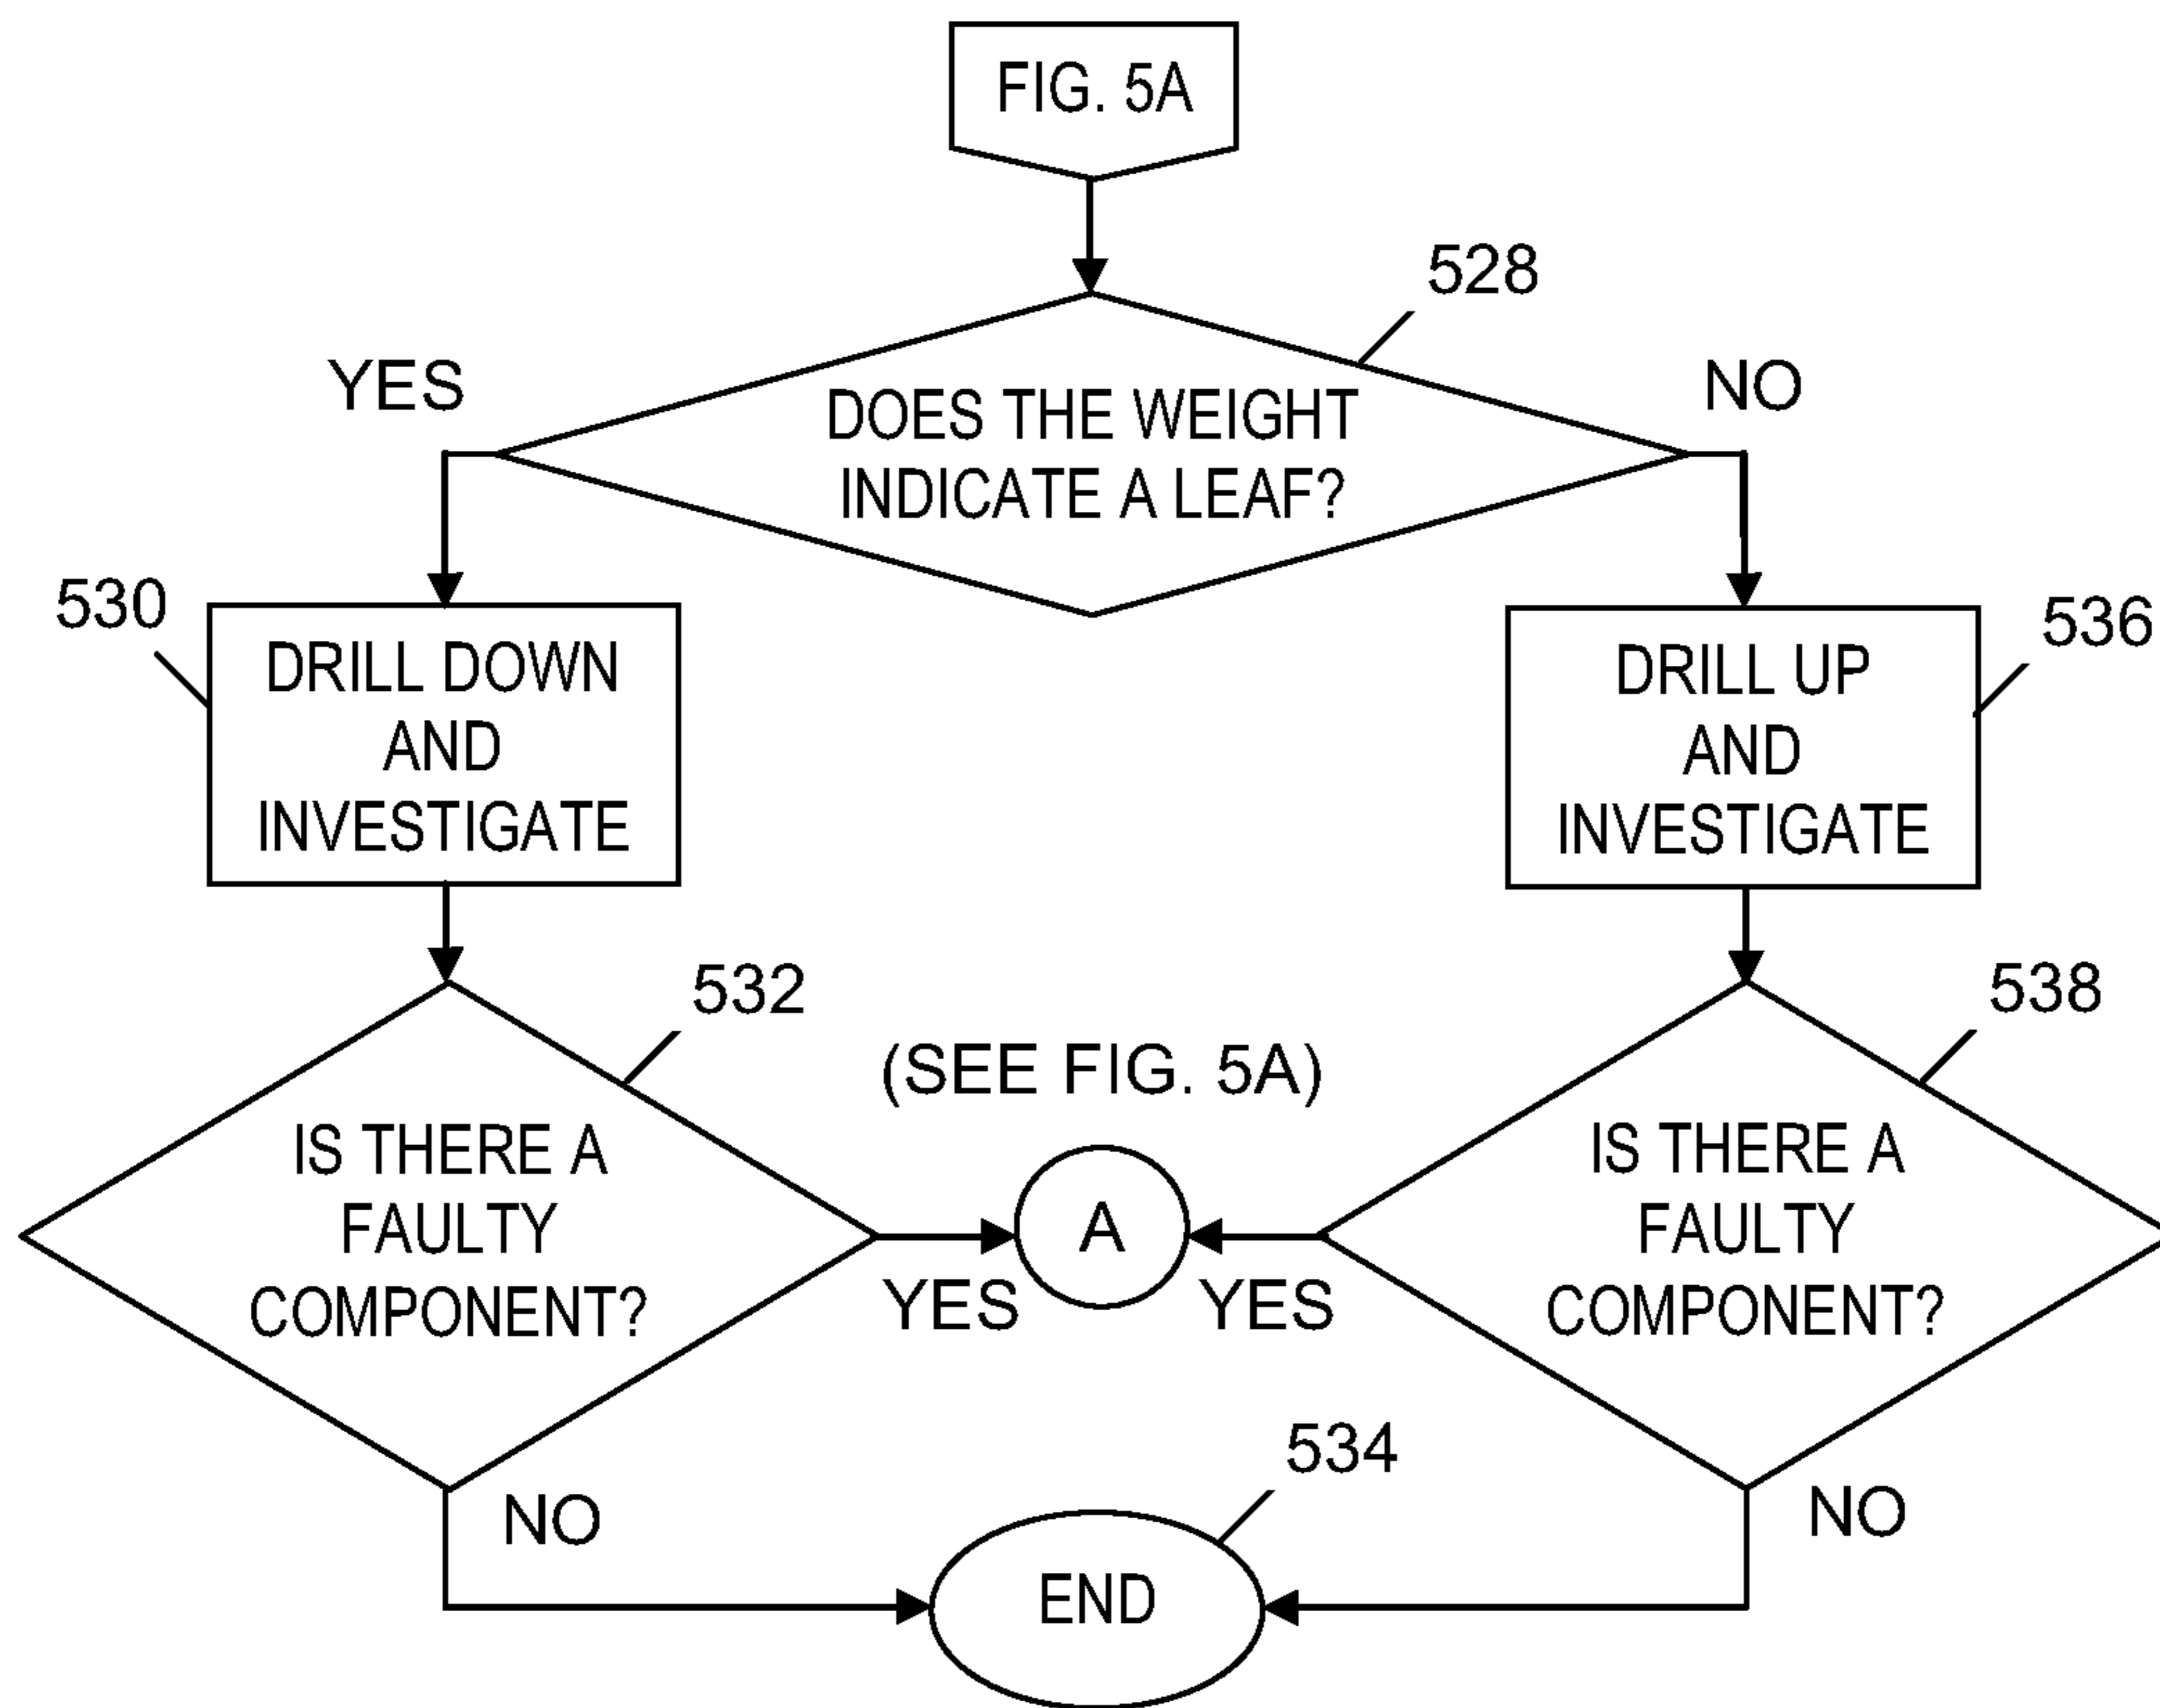 FIG. 5A
528
YES
NO
DOES THE WEIGHT
INDICATE A LEAF?
530
DRILL DOWN
AND
INVESTIGATE
536
DRILL UP
AND
INVESTIGATE
532
538
(SEE FIG. 5A)
IS THERE A
FAULTY
COMPONENT?
A
IS THERE A
FAULTY
COMPONENT?
YES
YES
534
NO
NO
END